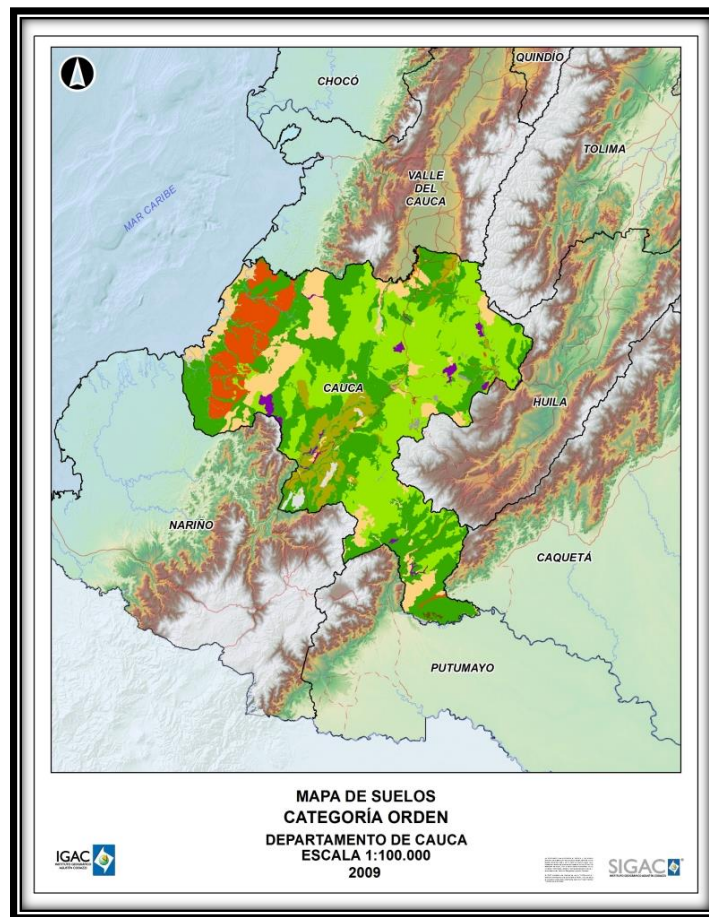 QUINDÍO
CHOCÓ
TOLIMA
VALLE
DEL
CAUCA
MAR CARIBE
CAUCA
HUILA
NARIÑO
CAQUETÁ
PUTUMAYO
MAPA DE SUELOS
CATEGORÍA ORDEN
DEPARTAMENTO DE CAUCA
ESCALA 1:100.000
2009
IGAC
SIGAC